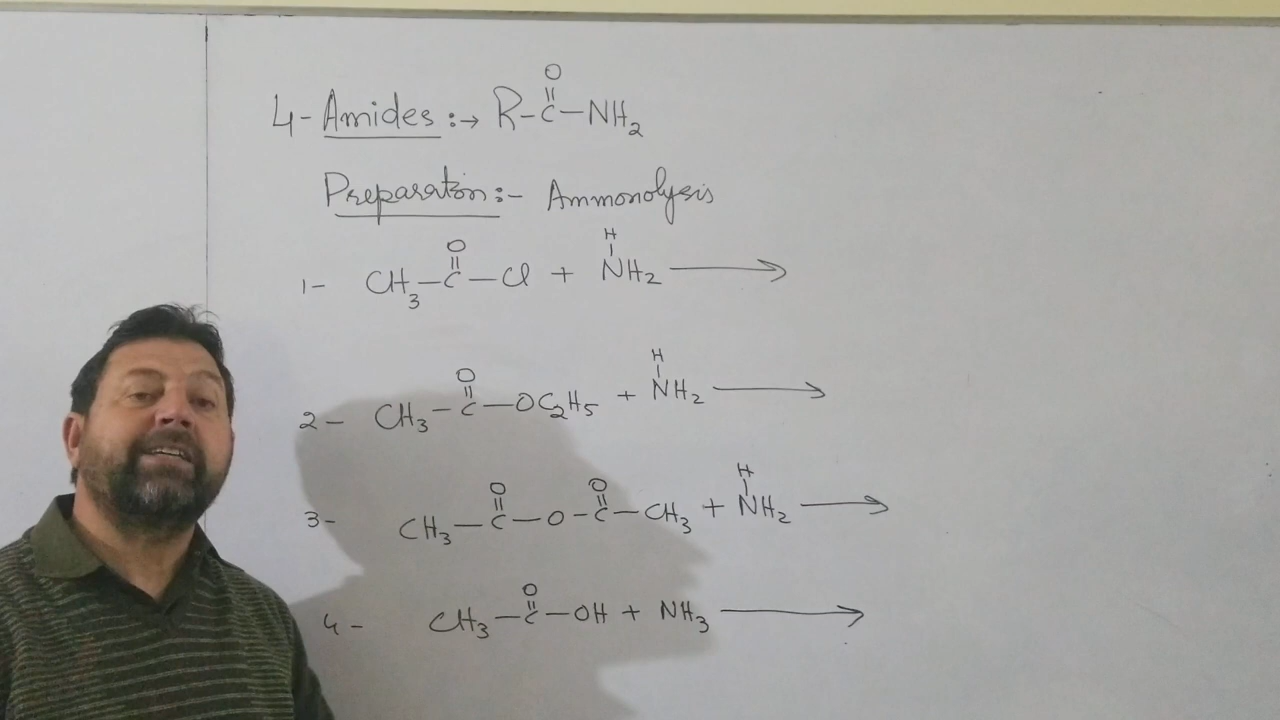 4- Amides :→ R-C(=O)-NH₂
Preparation :- Ammonolysis
1- CH₃-C(=O)-Cl + H-NH₂ ⟶
2- CH₃-C(=O)-OC₂H₅ + H-NH₂ ⟶
3- CH₃-C(=O)-O-C(=O)-CH₃ + H-NH₂ ⟶
4- CH₃-C(=O)-OH + NH₃ ⟶